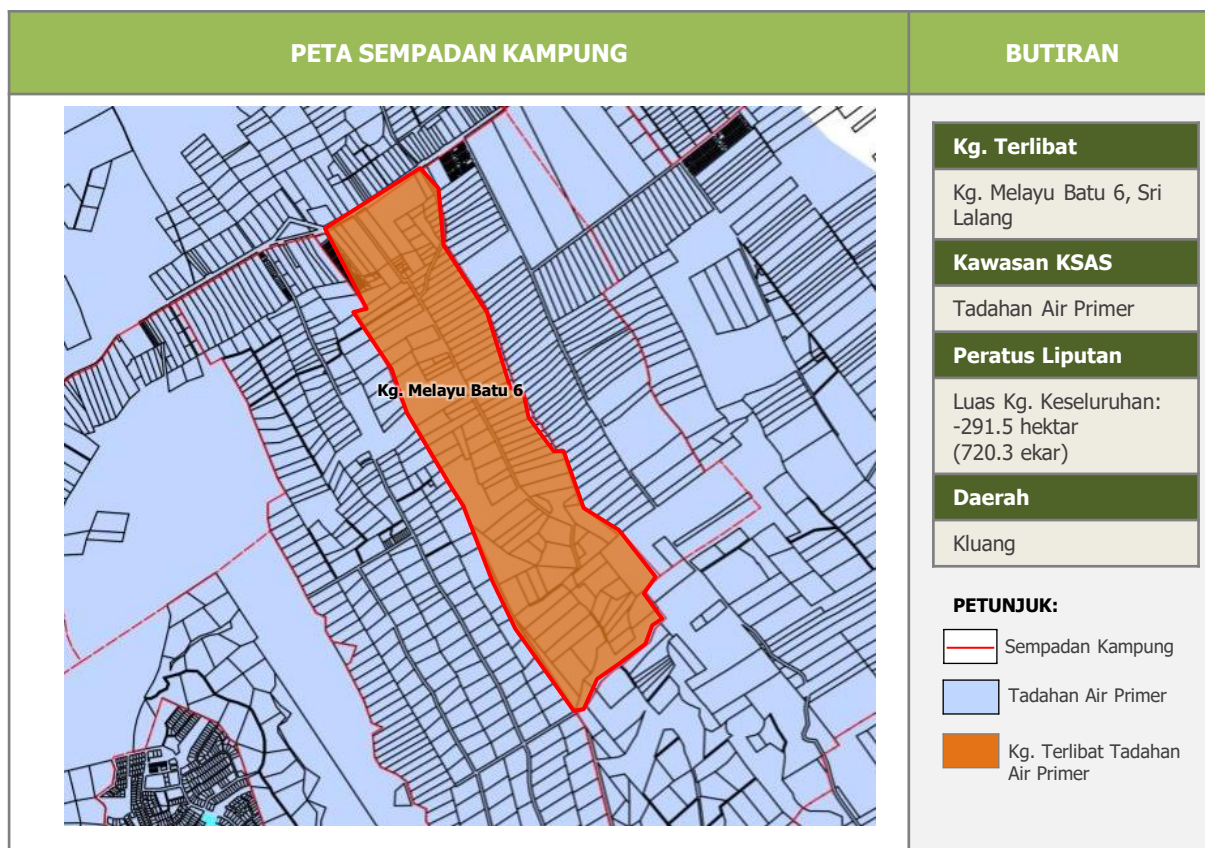 PETA SEMPADAN KAMPUNG
BUTIRAN
Kg. Melayu Batu 6
Kg. Terlibat
Kg. Melayu Batu 6, Sri
Lalang
Kawasan KSAS
Tadahan Air Primer
Peratus Liputan
Luas Kg. Keseluruhan:
-291.5 hektar
(720.3 ekar)
Daerah
Kluang
PETUNJUK:
Sempadan Kampung
Tadahan Air Primer
Kg. Terlibat Tadahan
Air Primer